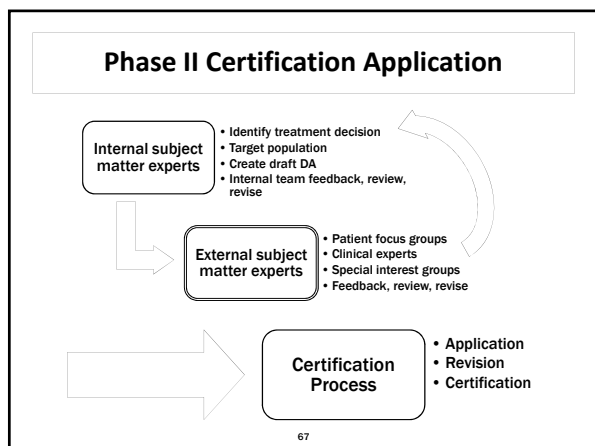 Phase II Certification Application
Internal subject
matter experts
• Identify treatment decision
• Target population
• Create draft DA
• Internal team feedback, review,
revise
External subject
matter experts
• Patient focus groups
• Clinical experts
• Special interest groups
• Feedback, review, revise
Certification
Process
• Application
• Revision
• Certification
67